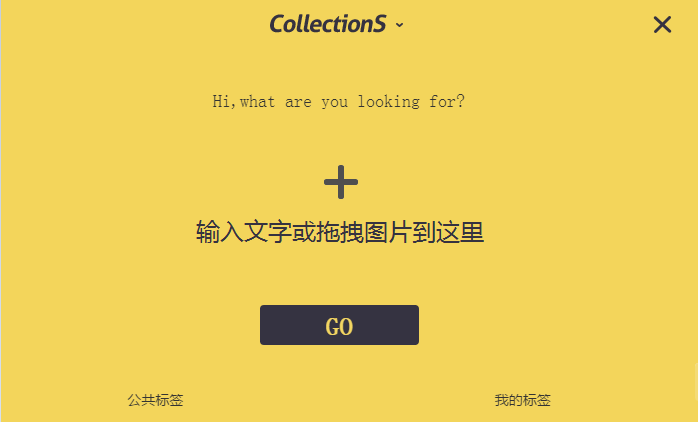 CollectionS
Hi,what are you looking for?
输入文字或拖拽图片到这里
GO
公共标签 我的标签